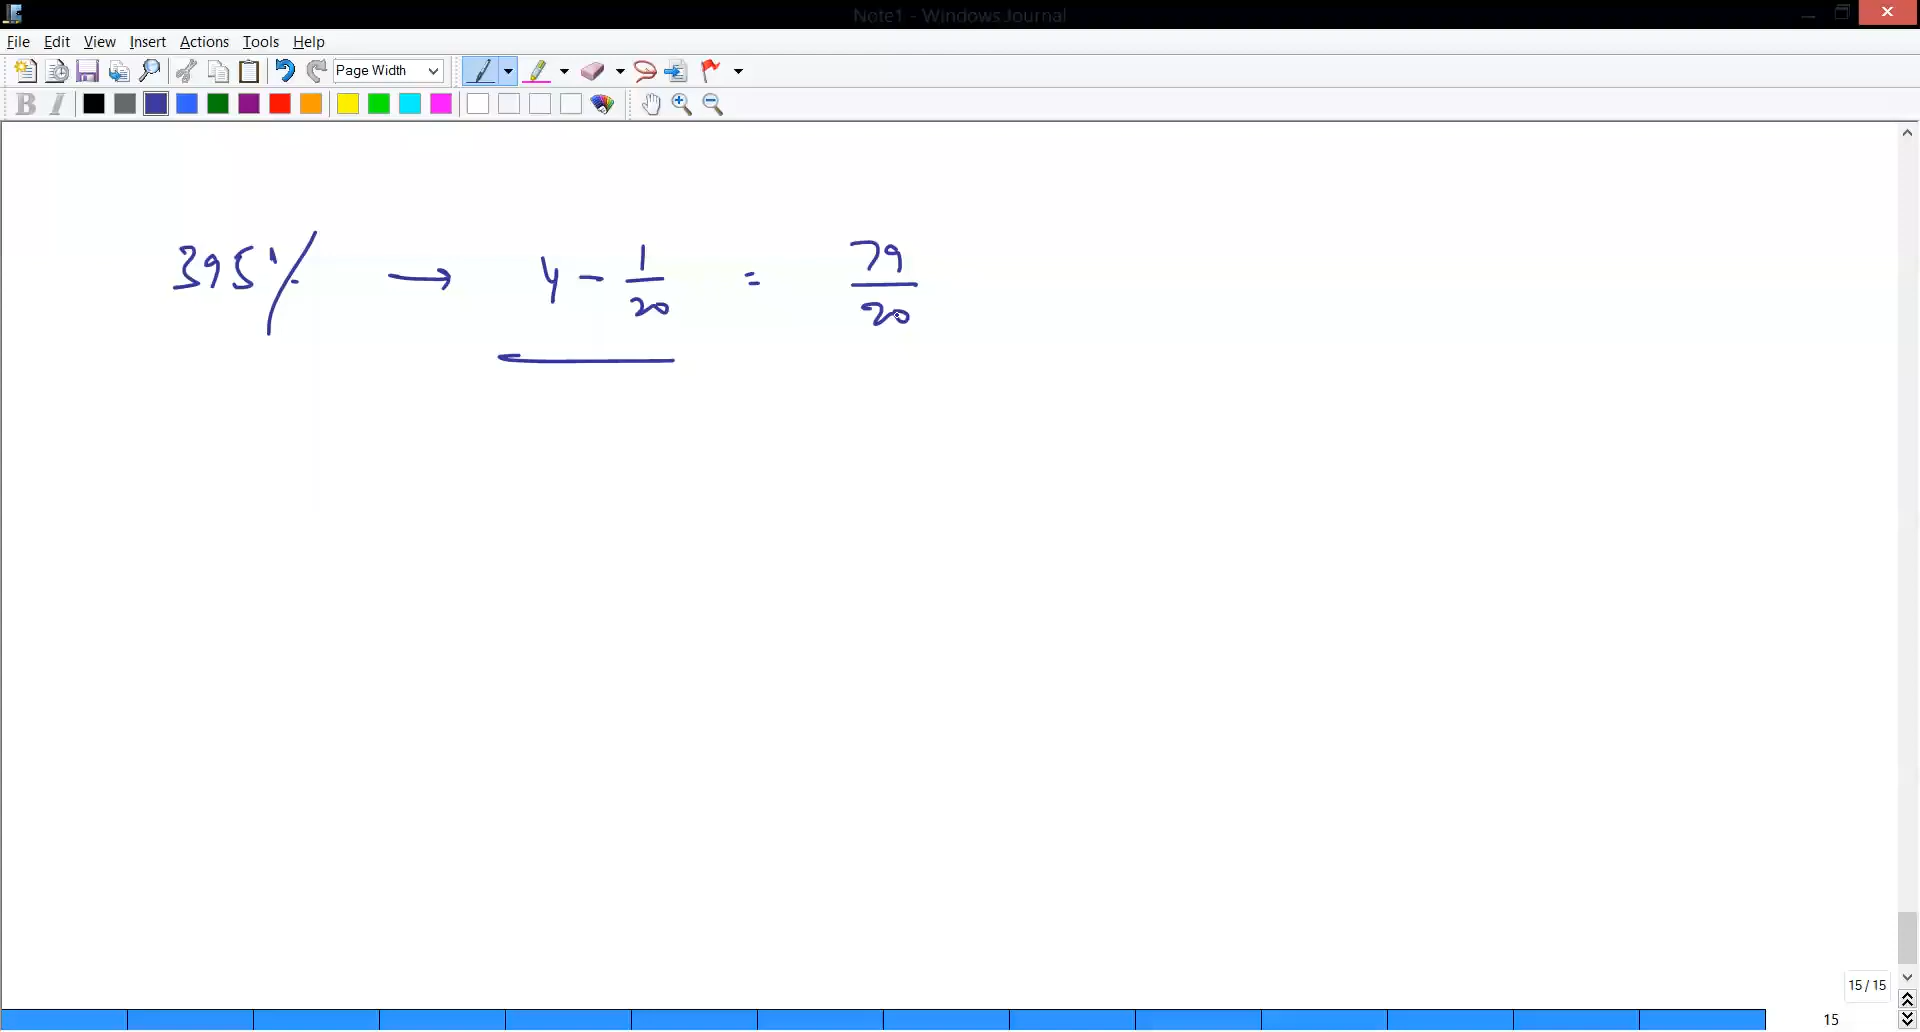 Note1 - Windows Journal
File Edit View Insert Actions Tools Help
Page Width
B I
395% → 4 - 1/20 = 79/20
15 / 15
15